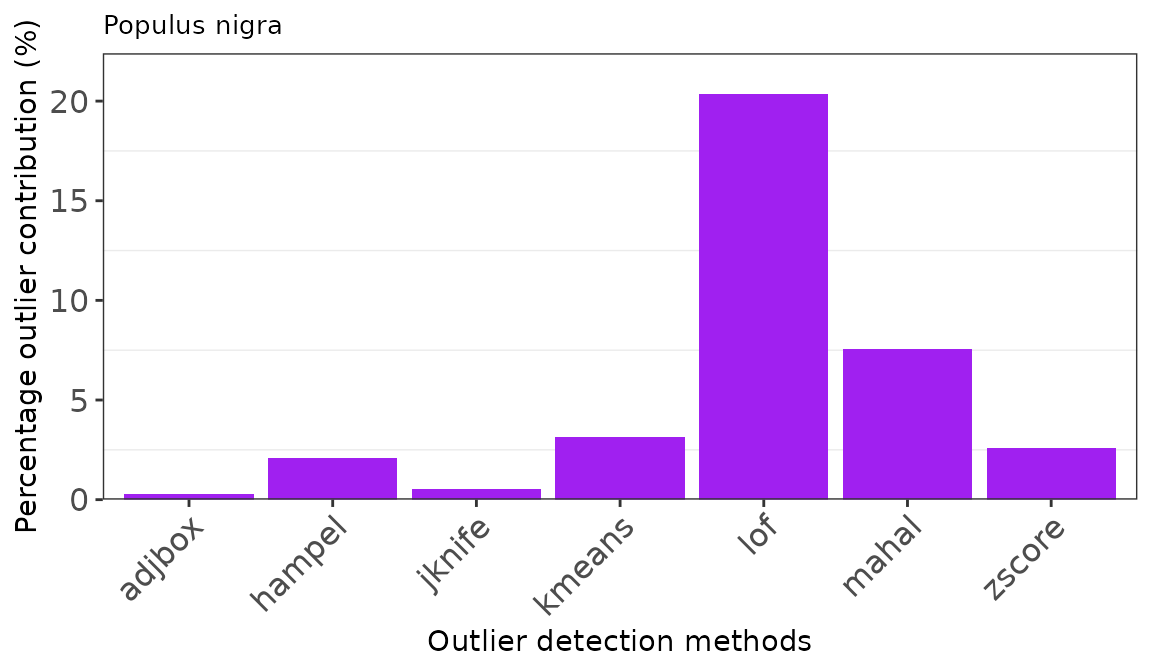 Populus nigra
Percentage outlier contribution (%)
20
15
10
5
0
adjbox
hampel
jknife
kmeans
lof
mahal
zscore
Outlier detection methods